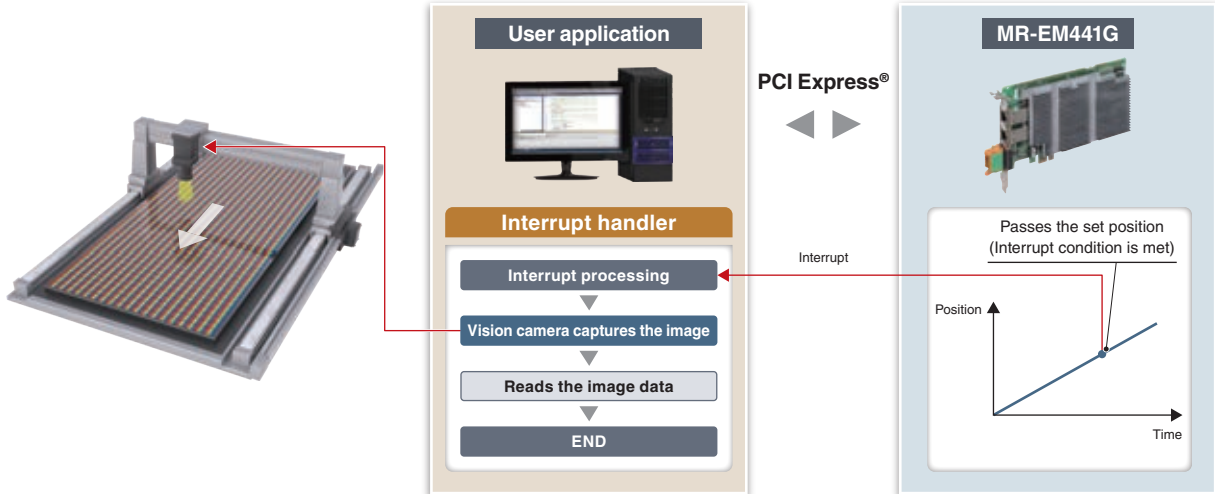 User application
Interrupt handler
Interrupt processing
Vision camera captures the image
Reads the image data
END
PCI Express®
Interrupt
MR-EM441G
Passes the set position
(Interrupt condition is met)
Position
Time